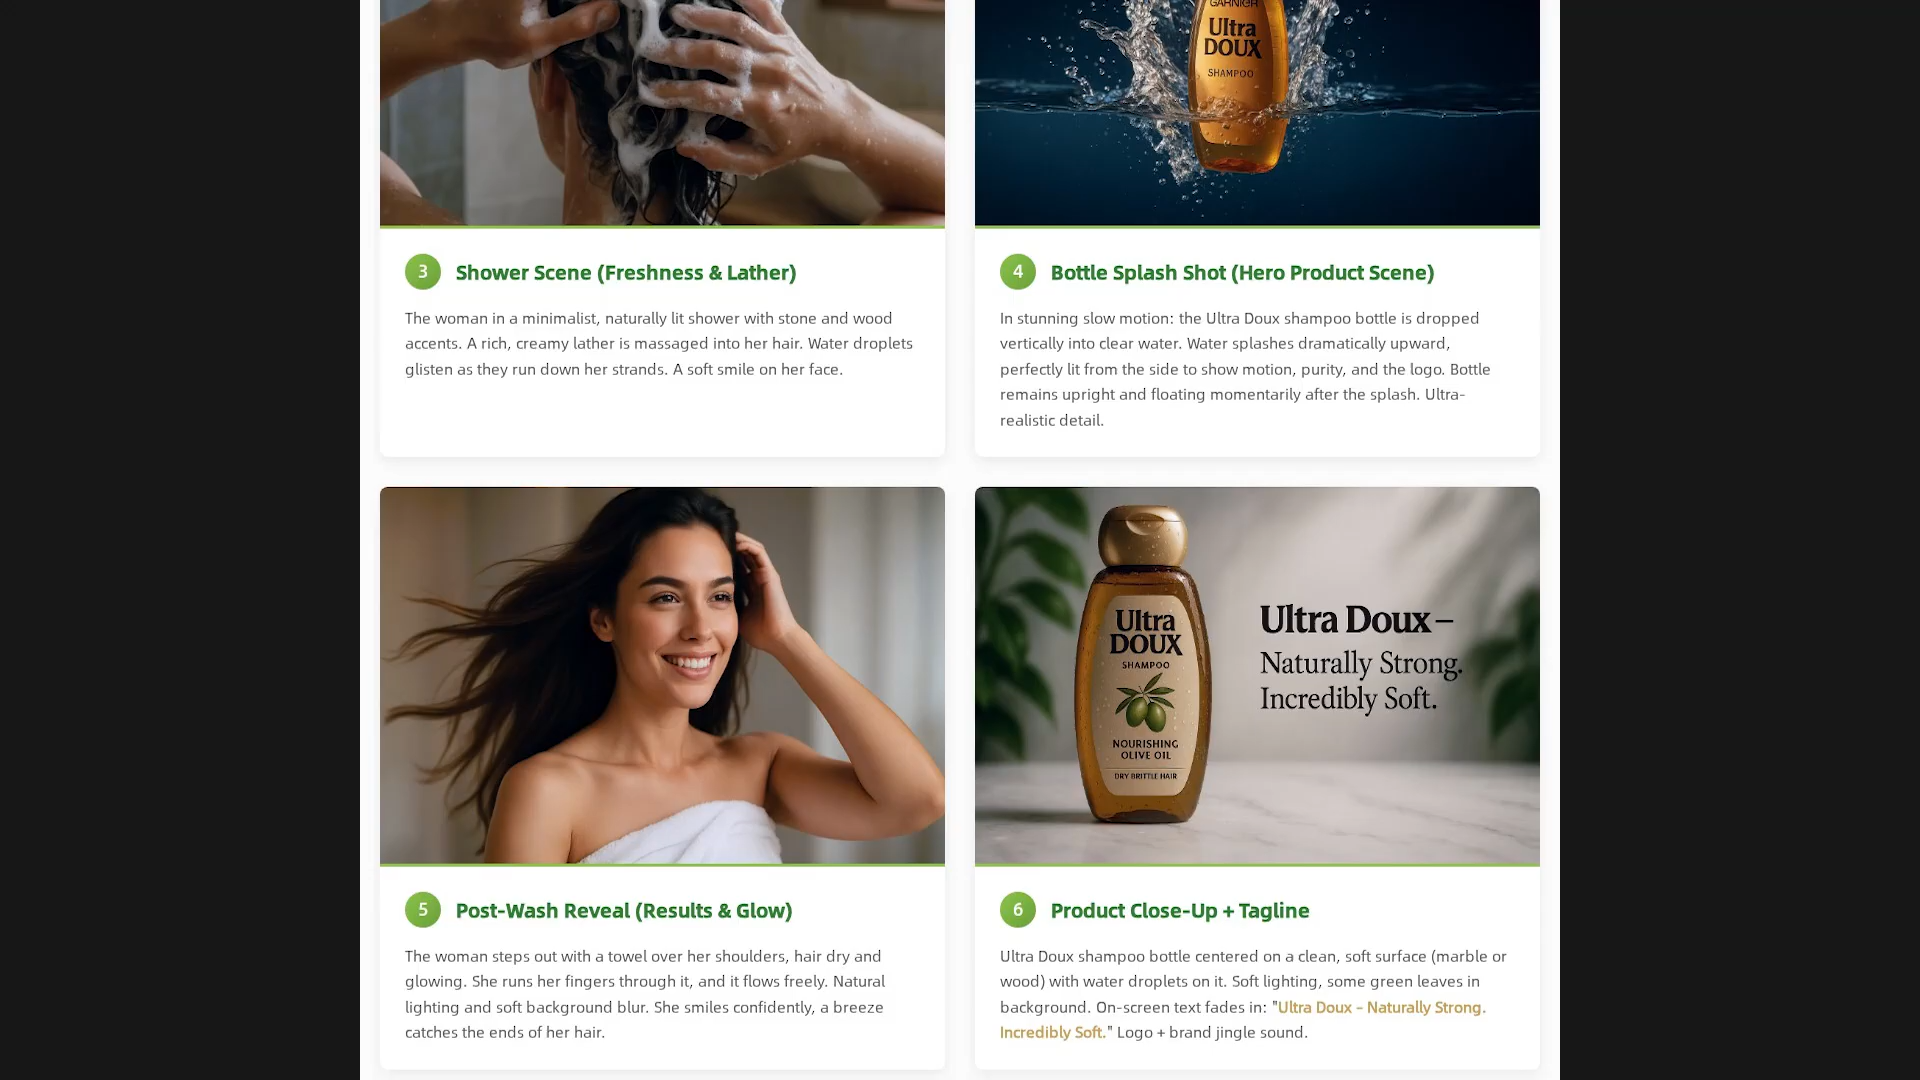 GARNIER
Ultra
DOUX
SHAMPOO
3
Shower Scene (Freshness & Lather)
The woman in a minimalist, naturally lit shower with stone and wood
accents. A rich, creamy lather is massaged into her hair. Water droplets
glisten as they run down her strands. A soft smile on her face.
4
Bottle Splash Shot (Hero Product Scene)
In stunning slow motion: the Ultra Doux shampoo bottle is dropped
vertically into clear water. Water splashes dramatically upward,
perfectly lit from the side to show motion, purity, and the logo. Bottle
remains upright and floating momentarily after the splash. Ultra-
realistic detail.
Ultra
DOUX
SHAMPOO
NOURISHING
OLIVE OIL
DRY BRITTLE HAIR
Ultra Doux –
Naturally Strong.
Incredibly Soft.
5
Post-Wash Reveal (Results & Glow)
The woman steps out with a towel over her shoulders, hair dry and
glowing. She runs her fingers through it, and it flows freely. Natural
lighting and soft background blur. She smiles confidently, a breeze
catches the ends of her hair.
6
Product Close-Up + Tagline
Ultra Doux shampoo bottle centered on a clean, soft surface (marble or
wood) with water droplets on it. Soft lighting, some green leaves in
background. On-screen text fades in: "Ultra Doux – Naturally Strong.
Incredibly Soft." Logo + brand jingle sound.